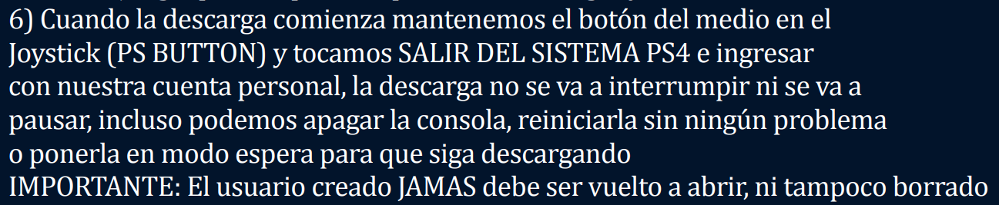 6) Cuando la descarga comienza mantenemos el botón del medio en el
Joystick (PS BUTTON) y tocamos SALIR DEL SISTEMA PS4 e ingresar
con nuestra cuenta personal, la descarga no se va a interrumpir ni se va a
pausar, incluso podemos apagar la consola, reiniciarla sin ningún problema
o ponerla en modo espera para que siga descargando
IMPORTANTE: El usuario creado JAMAS debe ser vuelto a abrir, ni tampoco borrado